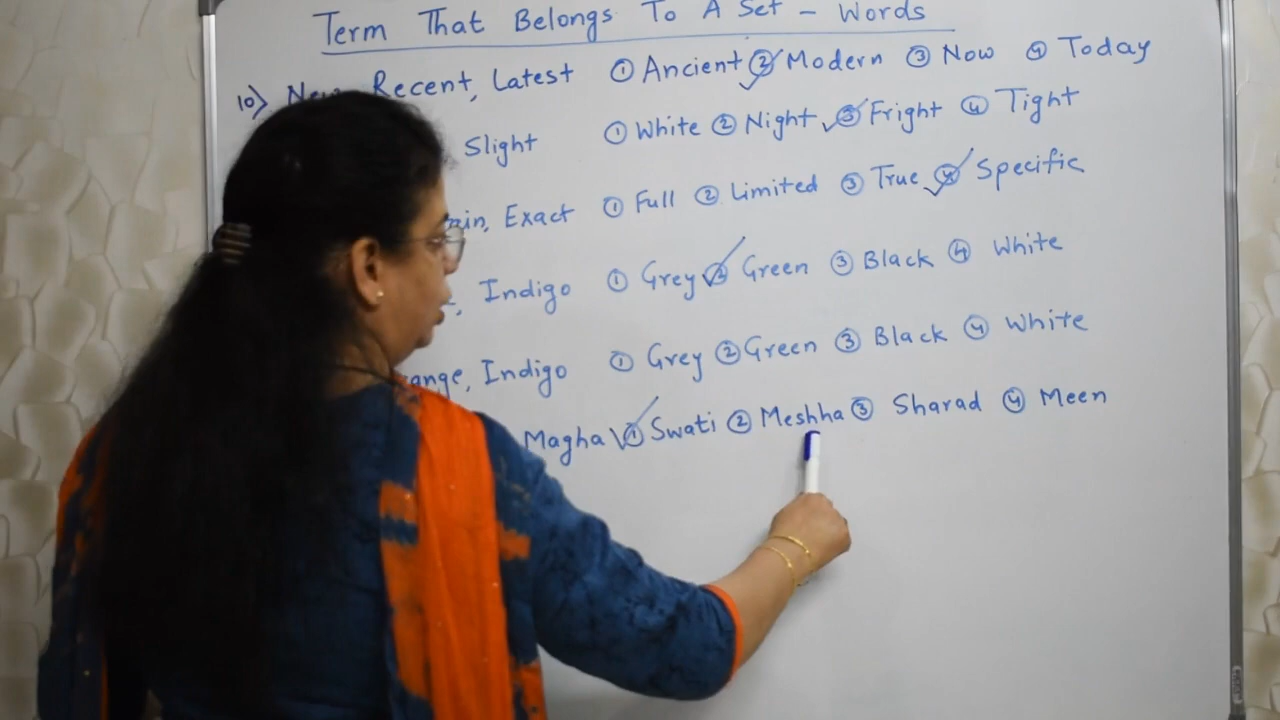 Term That Belongs To A Set - Words
10) New, Recent, Latest ① Ancient ② Modern ③ Now ④ Today
Slight ① White ② Night ③ Fright ④ Tight
Exact ① Full ② Limited ③ True ④ Specific
Indigo ① Grey ② Green ③ Black ④ White
Indigo ① Grey ② Green ③ Black ④ White
Magha ① Swati ② Meshha ③ Sharad ④ Meen